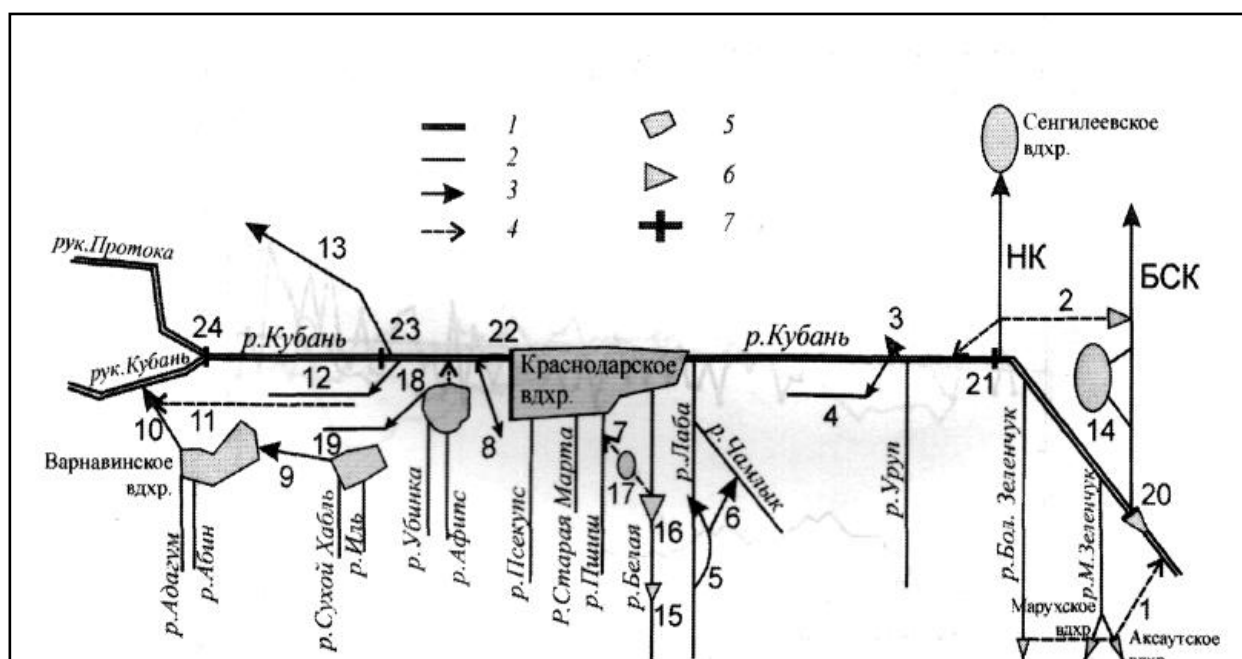 1
5
Сенгилеевское
вдхр.
2
3
6
4
7
13
рук.Протока
НК
БСК
2
24
р.Кубань
23
22
р.Кубань
3
рук.Кубань
Краснодарское
вдхр.
21
12
18
4
14
11
10
19
8
7
Варнавинское
вдхр.
9
17
р.Лаба
р.Чамлык
6
16
5
15
20
р.Адагум
р.Абин
р.Сухой Хабль
р.Иль
р.Убинка
р.Афипс
р.Псекупс
Р.Старая Марта
р.Пшиш
р.Белая
р.Уруп
р.Бол. Зеленчук
р.М.Зеленчук
Марухское
вдхр.
1
Аксаутское
вдхр.